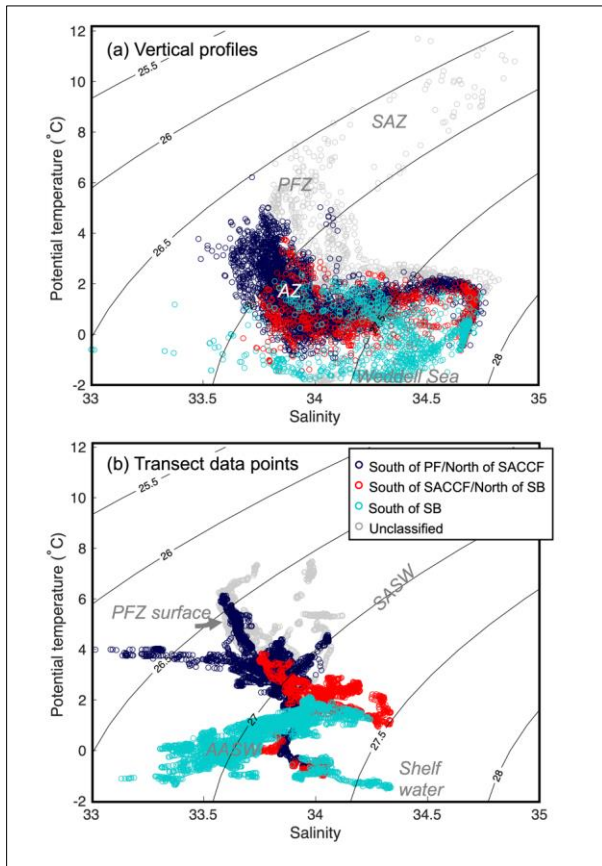 (a) Vertical profiles
12
10
8
6
4
2
0
-2
Potential temperature (°C)
25.5
26
26.5
27.5
28
SAZ
PFZ
AZ
Weddell Sea
33
33.5
34
34.5
35
Salinity
(b) Transect data points
South of PF/North of SACCF
South of SACCF/North of SB
South of SB
Unclassified
12
10
8
6
4
2
0
-2
Potential temperature (°C)
25.5
26
26.5
27
27.5
28
SASW
PFZ surface
AASW
Shelf
water
33
33.5
34
34.5
35
Salinity